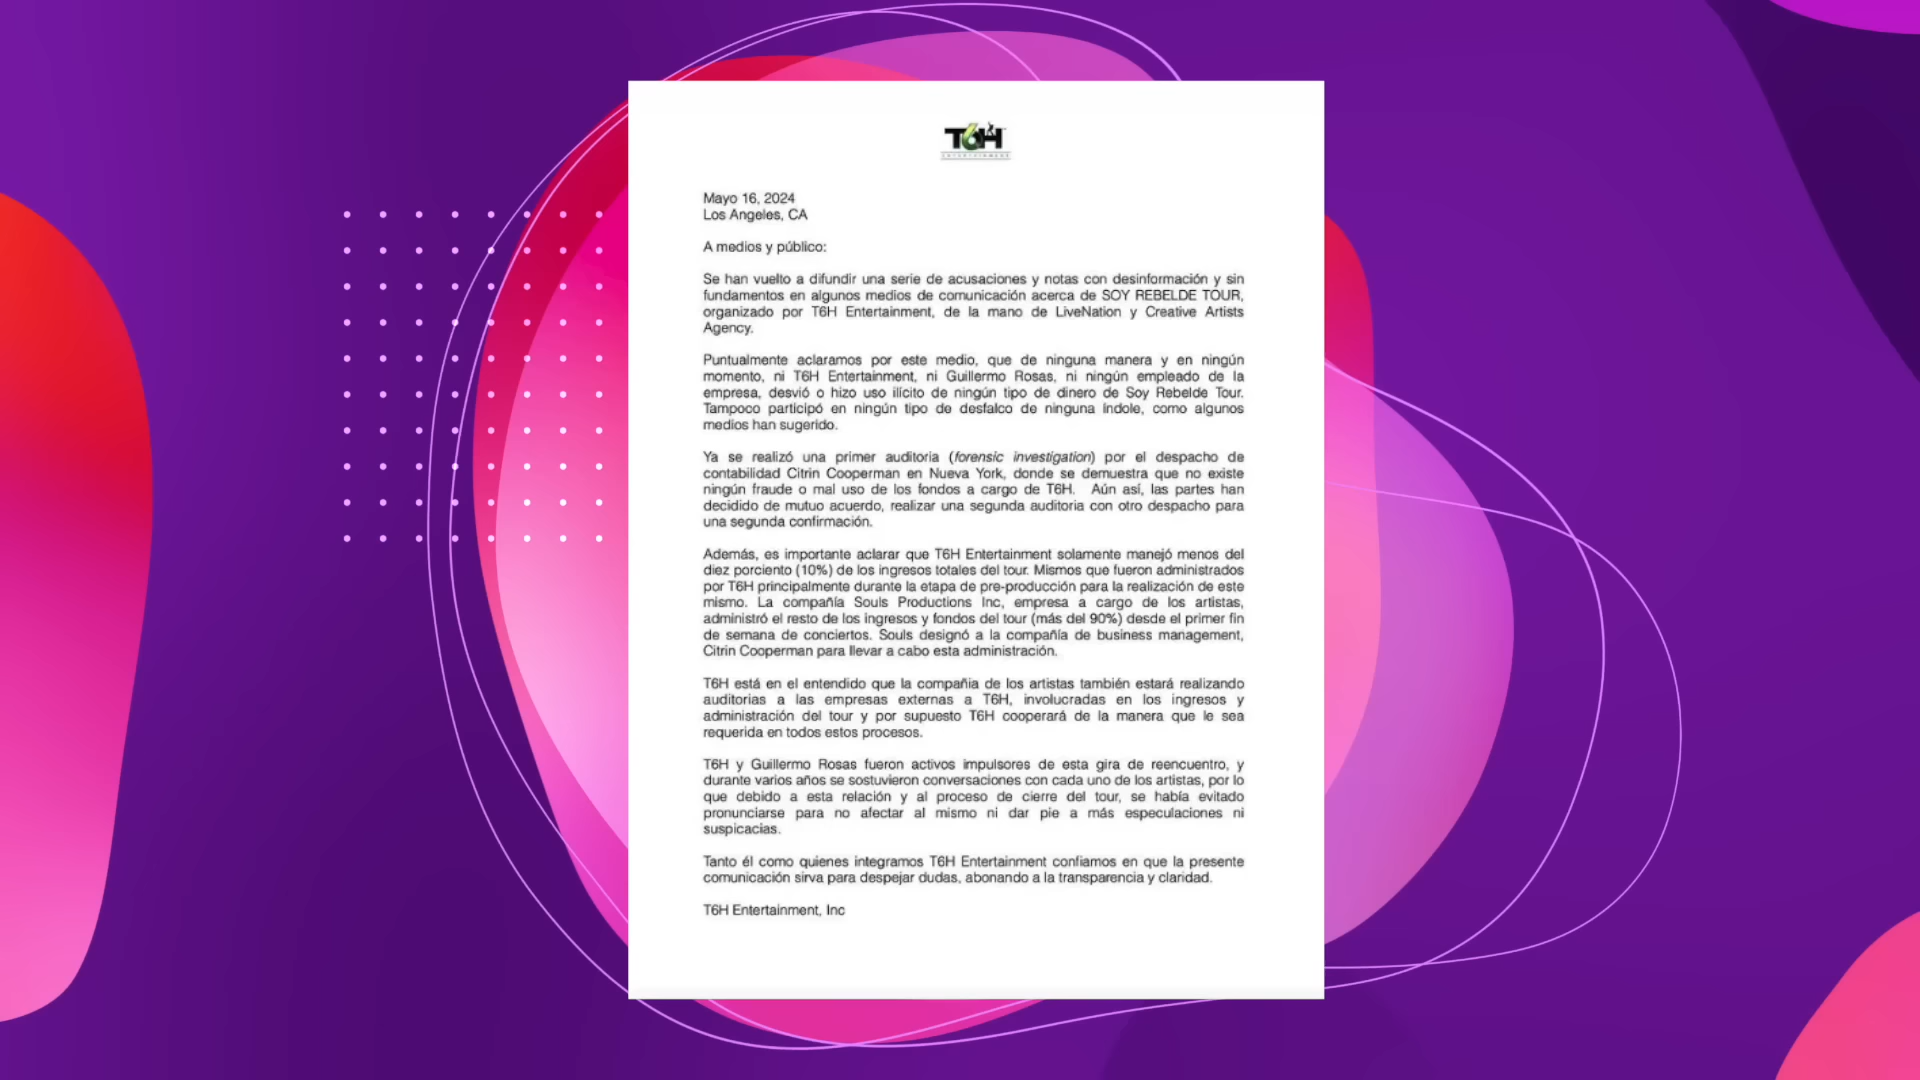 T6H
ENTERTAINMENT
Mayo 16, 2024
Los Angeles, CA
A medios y público:
Se han vuelto a difundir una serie de acusaciones y notas con desinformación y sin
fundamentos en algunos medios de comunicación acerca de SOY REBELDE TOUR,
organizado por T6H Entertainment, de la mano de LiveNation y Creative Artists
Agency.
Puntualmente aclaramos por este medio, que de ninguna manera y en ningún
momento, ni T6H Entertainment, ni Guillermo Rosas, ni ningún empleado de la
empresa, desvió o hizo uso ilícito de ningún tipo de dinero de Soy Rebelde Tour.
Tampoco participó en ningún tipo de desfalco de ninguna índole, como algunos
medios han sugerido.
Ya se realizó una primer auditoria (forensic investigation) por el despacho de
contabilidad Citrin Cooperman en Nueva York, donde se demuestra que no existe
ningún fraude o mal uso de los fondos a cargo de T6H. Aún así, las partes han
decidido de mutuo acuerdo, realizar una segunda auditoria con otro despacho para
una segunda confirmación.
Además, es importante aclarar que T6H Entertainment solamente manejó menos del
diez porciento (10%) de los ingresos totales del tour. Mismos que fueron administrados
por T6H principalmente durante la etapa de pre-producción para la realización de este
mismo. La compañía Souls Productions Inc, empresa a cargo de los artistas,
administró el resto de los ingresos y fondos del tour (más del 90%) desde el primer fin
de semana de conciertos. Souls designó a la compañía de business management,
Citrin Cooperman para llevar a cabo esta administración.
T6H está en el entendido que la compañia de los artistas también estará realizando
auditorias a las empresas externas a T6H, involucradas en los ingresos y
administración del tour y por supuesto T6H cooperará de la manera que le sea
requerida en todos estos procesos.
T6H y Guillermo Rosas fueron activos impulsores de esta gira de reencuentro, y
durante varios años se sostuvieron conversaciones con cada uno de los artistas, por lo
que debido a esta relación y al proceso de cierre del tour, se había evitado
pronunciarse para no afectar al mismo ni dar pie a más especulaciones ni
suspicacias.
Tanto él como quienes integramos T6H Entertainment confiamos en que la presente
comunicación sirva para despejar dudas, abonando a la transparencia y claridad.
T6H Entertainment, Inc